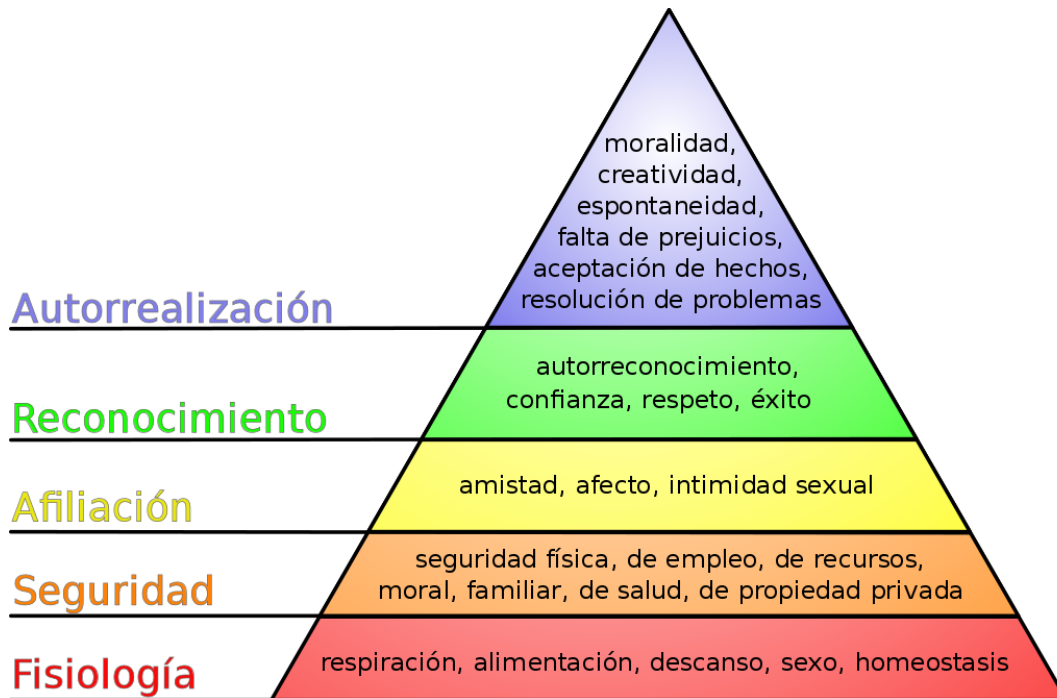 moralidad,
creatividad,
espontaneidad,
falta de prejuicios,
aceptación de hechos,
resolución de problemas
Autorrealización
autorreconocimiento,
confianza, respeto, éxito
Reconocimiento
amistad, afecto, intimidad sexual
Afiliación
seguridad física, de empleo, de recursos,
moral, familiar, de salud, de propiedad privada
Seguridad
respiración, alimentación, descanso, sexo, homeostasis
Fisiología